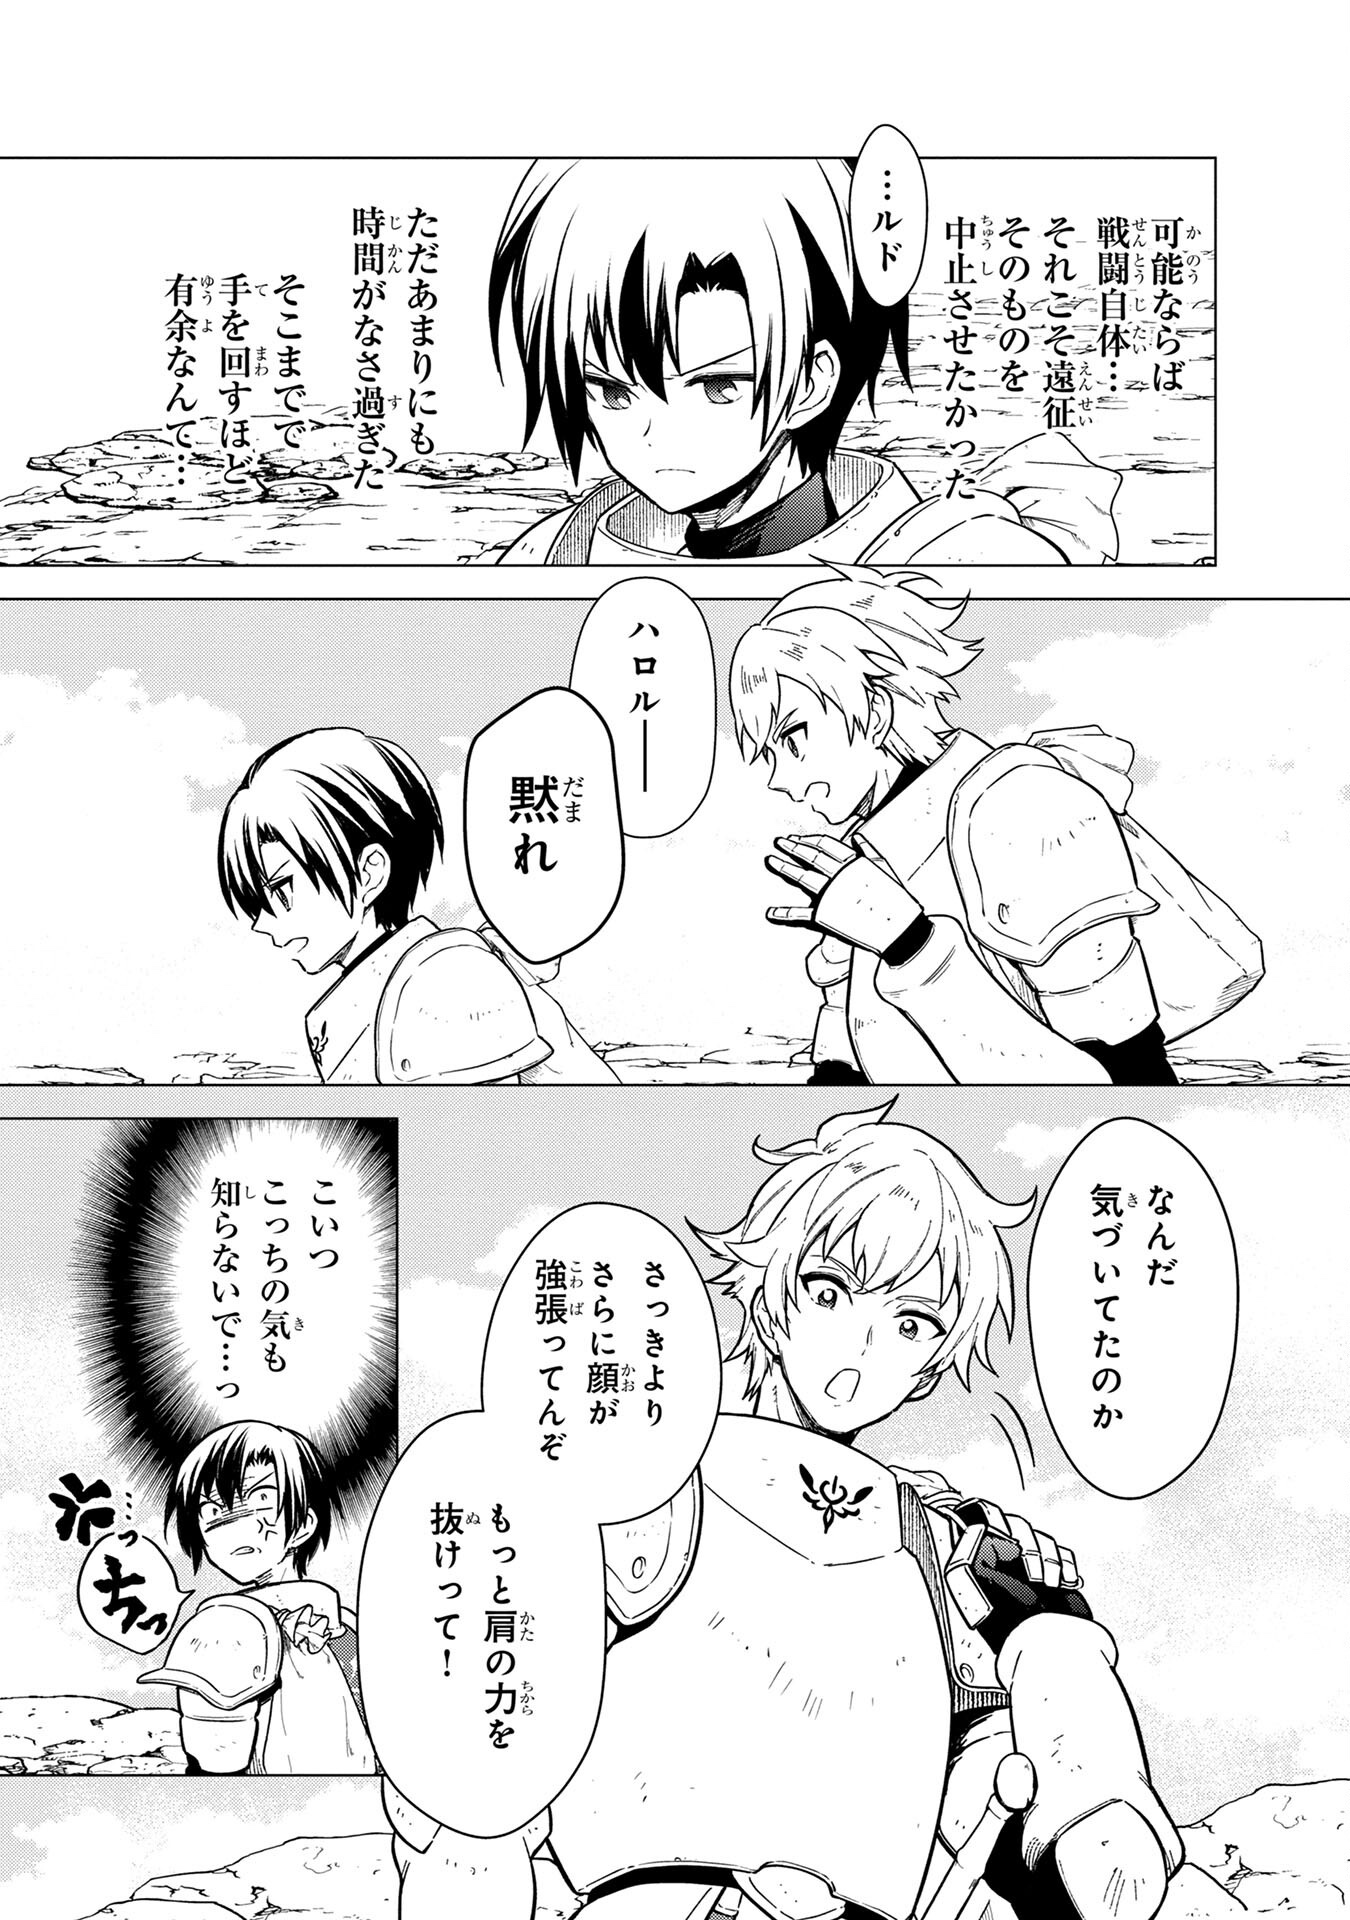 可能ならば
戦闘自体…
それこそ遠征
そのものを
中止させたかった
…ルド
ただあまりにも
時間がなさ過ぎた
そこまでで
手を回すほど
有余なんて…
ハロル――
黙れ
なんだ
気づいてたのか
さっきより
さらに顔が
強張ってんぞ
もっと肩の力を
抜けって！
こいつ
こっちの気も
知らないで…っ
ちっ